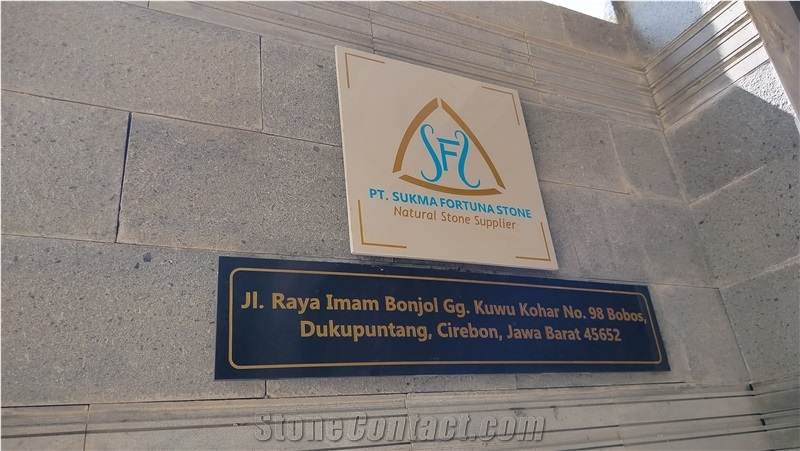 SFS
PT. SUKMA FORTUNA STONE
Natural Stone Supplier
Jl. Raya Imam Bonjol Gg. Kuwu Kohar No. 98 Bobos,
Dukupuntang, Cirebon, Jawa Barat 45652
StoneContact.com